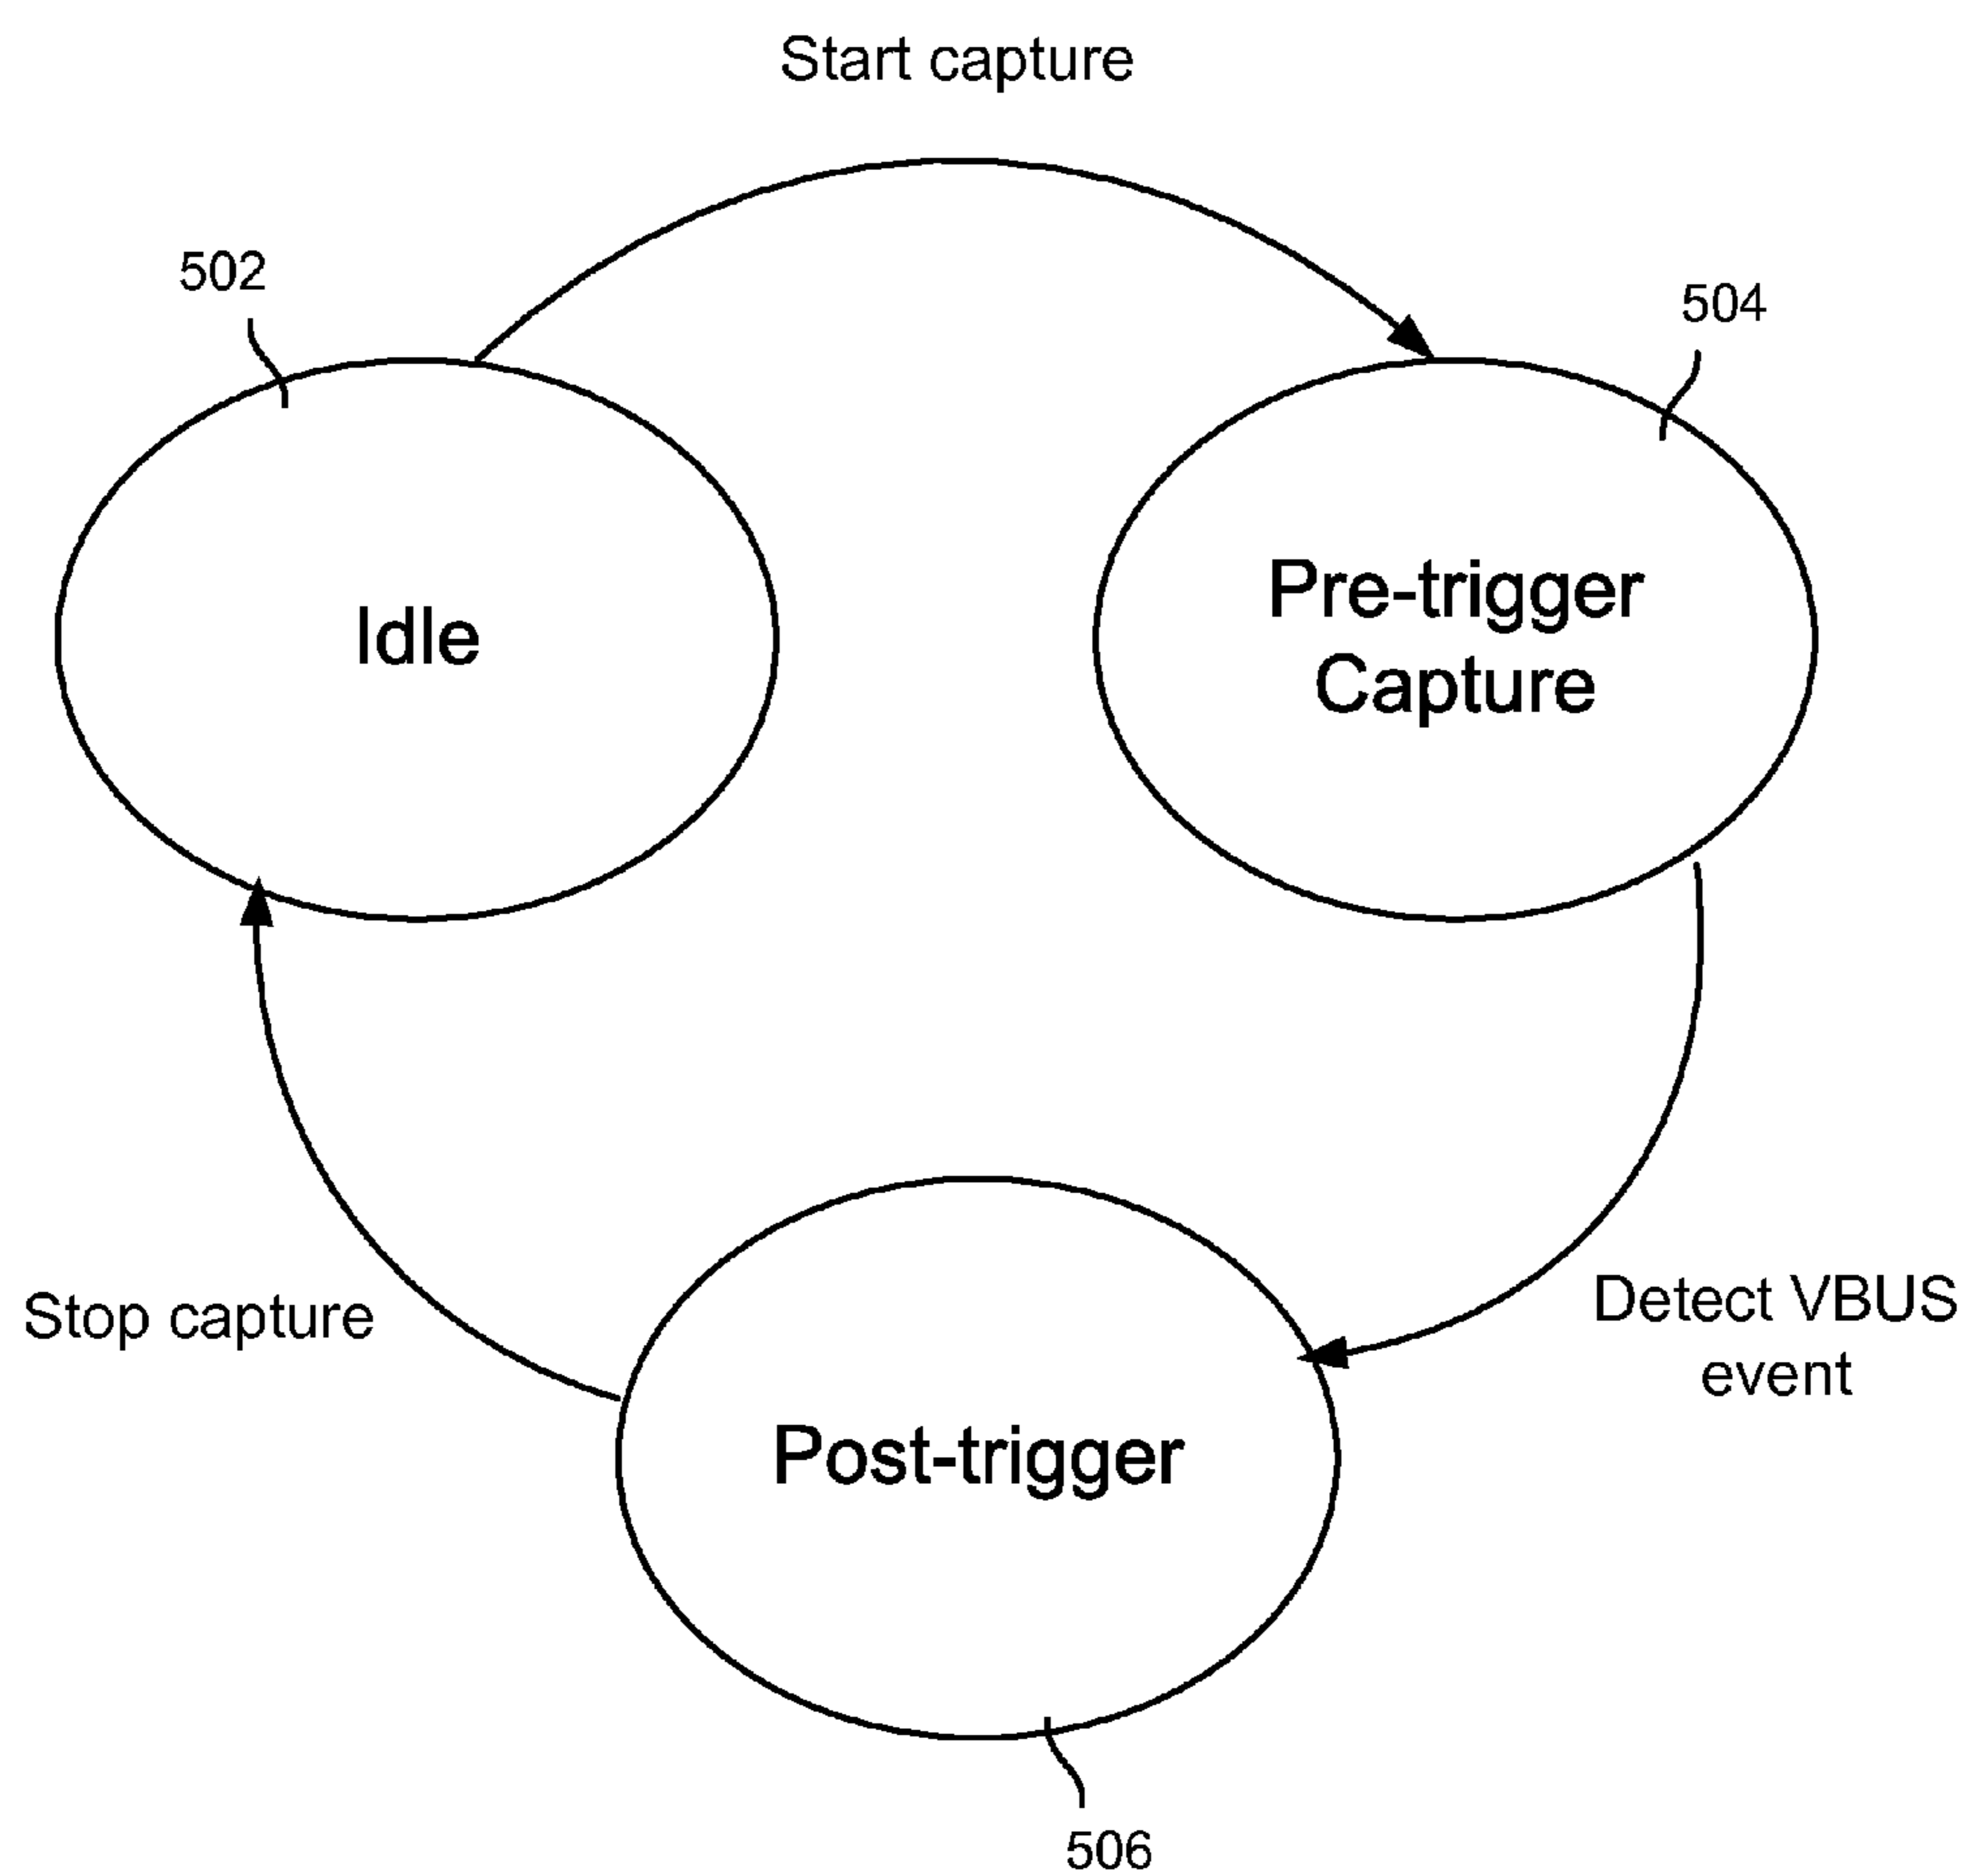 Start capture
502
504
Idle
Pre-trigger
Capture
Stop capture
Detect VBUS
event
Post-trigger
506